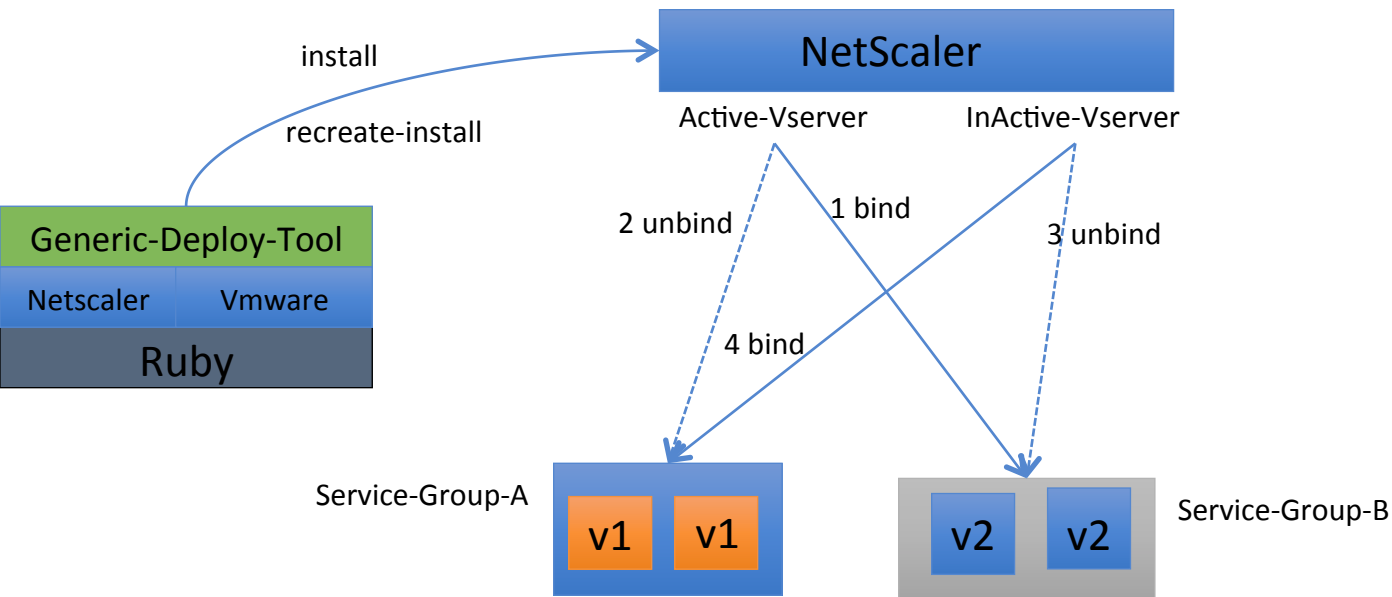 NetScaler
install
Active-Vserver
InActive-Vserver
recreate-install
2 unbind
1 bind
3 unbind
Generic-Deploy-Tool
Netscaler
Vmware
Ruby
4 bind
Service-Group-A
v1
v1
v2
v2
Service-Group-B